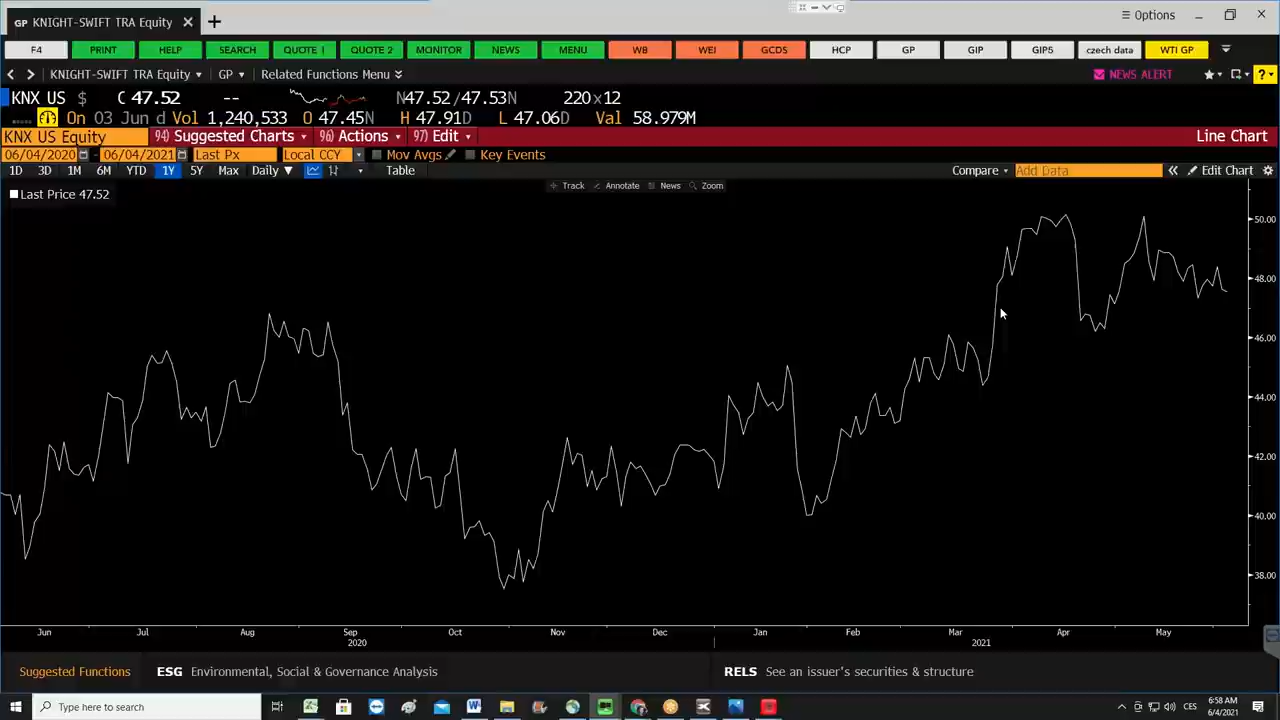 GP KNIGHT-SWIFT TRA Equity × +
Options
F4 PRINT HELP SEARCH QUOTE 1 QUOTE 2 MONITOR NEWS MENU WB WEI GCDS HCP GP GIP GIP5 czech data WTI GP
KNIGHT-SWIFT TRA Equity GP Related Functions Menu NEWS ALERT ?
KNX US $ C 47.52 -- N47.52 /47.53N 220x12
On 03 Jun d Vol 1,240,533 O 47.45N H 47.91D L 47.06D Val 58.979M
KNX US Equity 94) Suggested Charts 96) Actions 97) Edit Line Chart
06/04/2020 - 06/04/2021 Last Px Local CCY Mov Avgs Key Events
1D 3D 1M 6M YTD 1Y 5Y Max Daily Table Compare Add Data Edit Chart
Track Annotate News Zoom
Last Price 47.52
50.00
48.00
46.00
44.00
42.00
40.00
38.00
Jun Jul Aug Sep Oct Nov Dec Jan Feb Mar Apr May
2020 2021
Suggested Functions ESG Environmental, Social & Governance Analysis RELS See an issuer's securities & structure
Type here to search CES 6:58 AM
6/4/2021